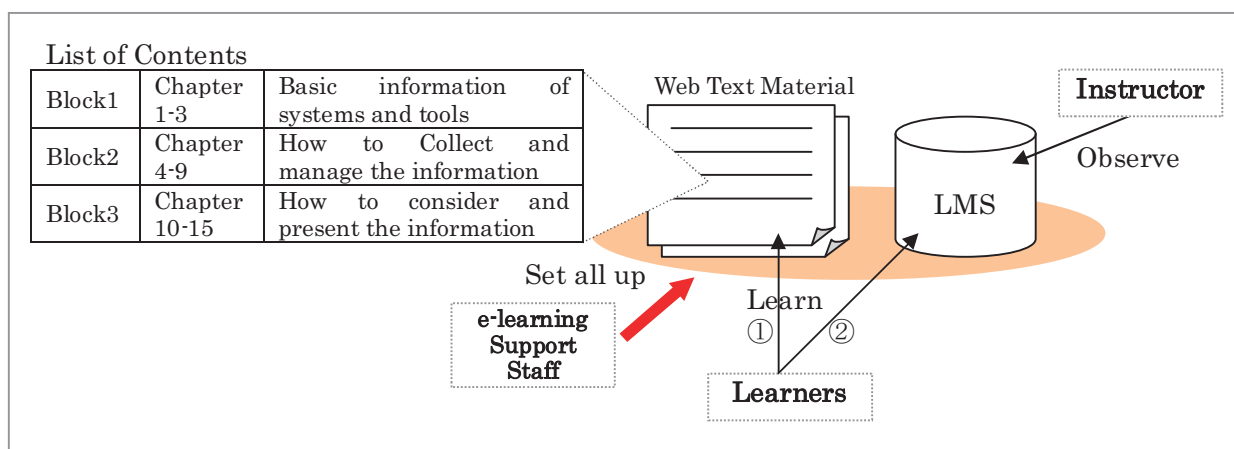 List of Contents
Block1 Chapter 1-3 Basic information of systems and tools
Block2 Chapter 4-9 How to Collect and manage the information
Block3 Chapter 10-15 How to consider and present the information
Web Text Material
Instructor
Observe
LMS
Set all up
Learn
① ②
e-learning
Support
Staff
Learners